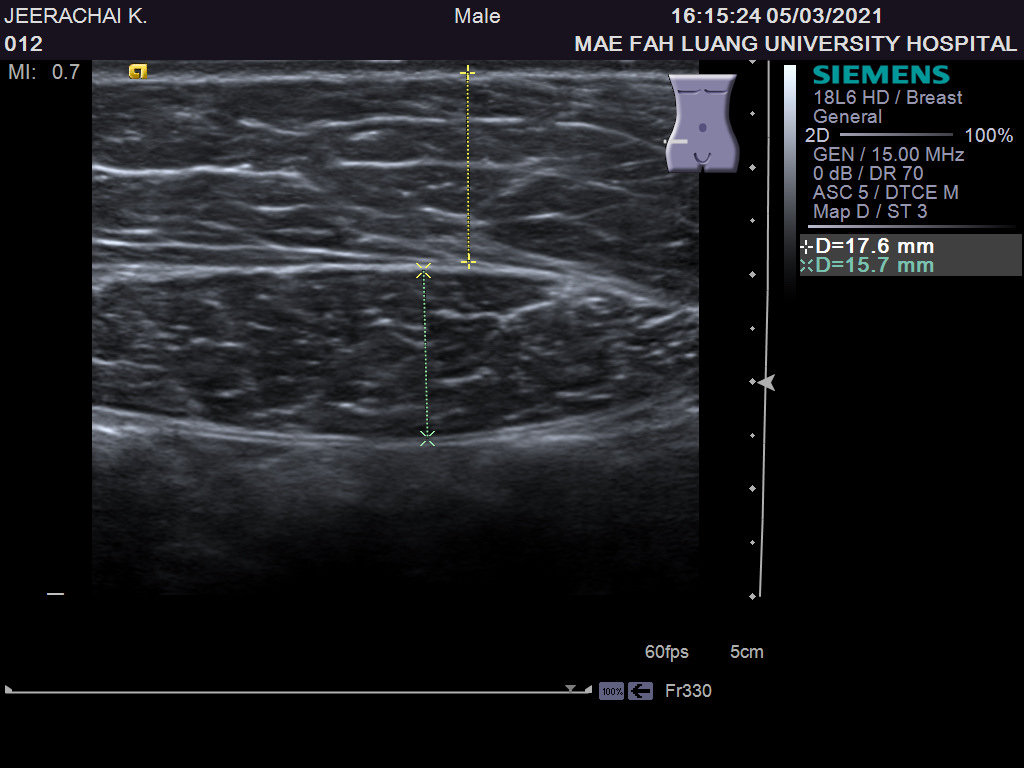 JEERACHAI K. Male 16:15:24 05/03/2021
012 MAE FAH LUANG UNIVERSITY HOSPITAL
MI: 0.7
SIEMENS
18L6 HD / Breast
General
2D 100%
GEN / 15.00 MHz
0 dB / DR 70
ASC 5 / DTCE M
Map D / ST 3
D=17.6 mm
D=15.7 mm
60fps 5cm
100% Fr330